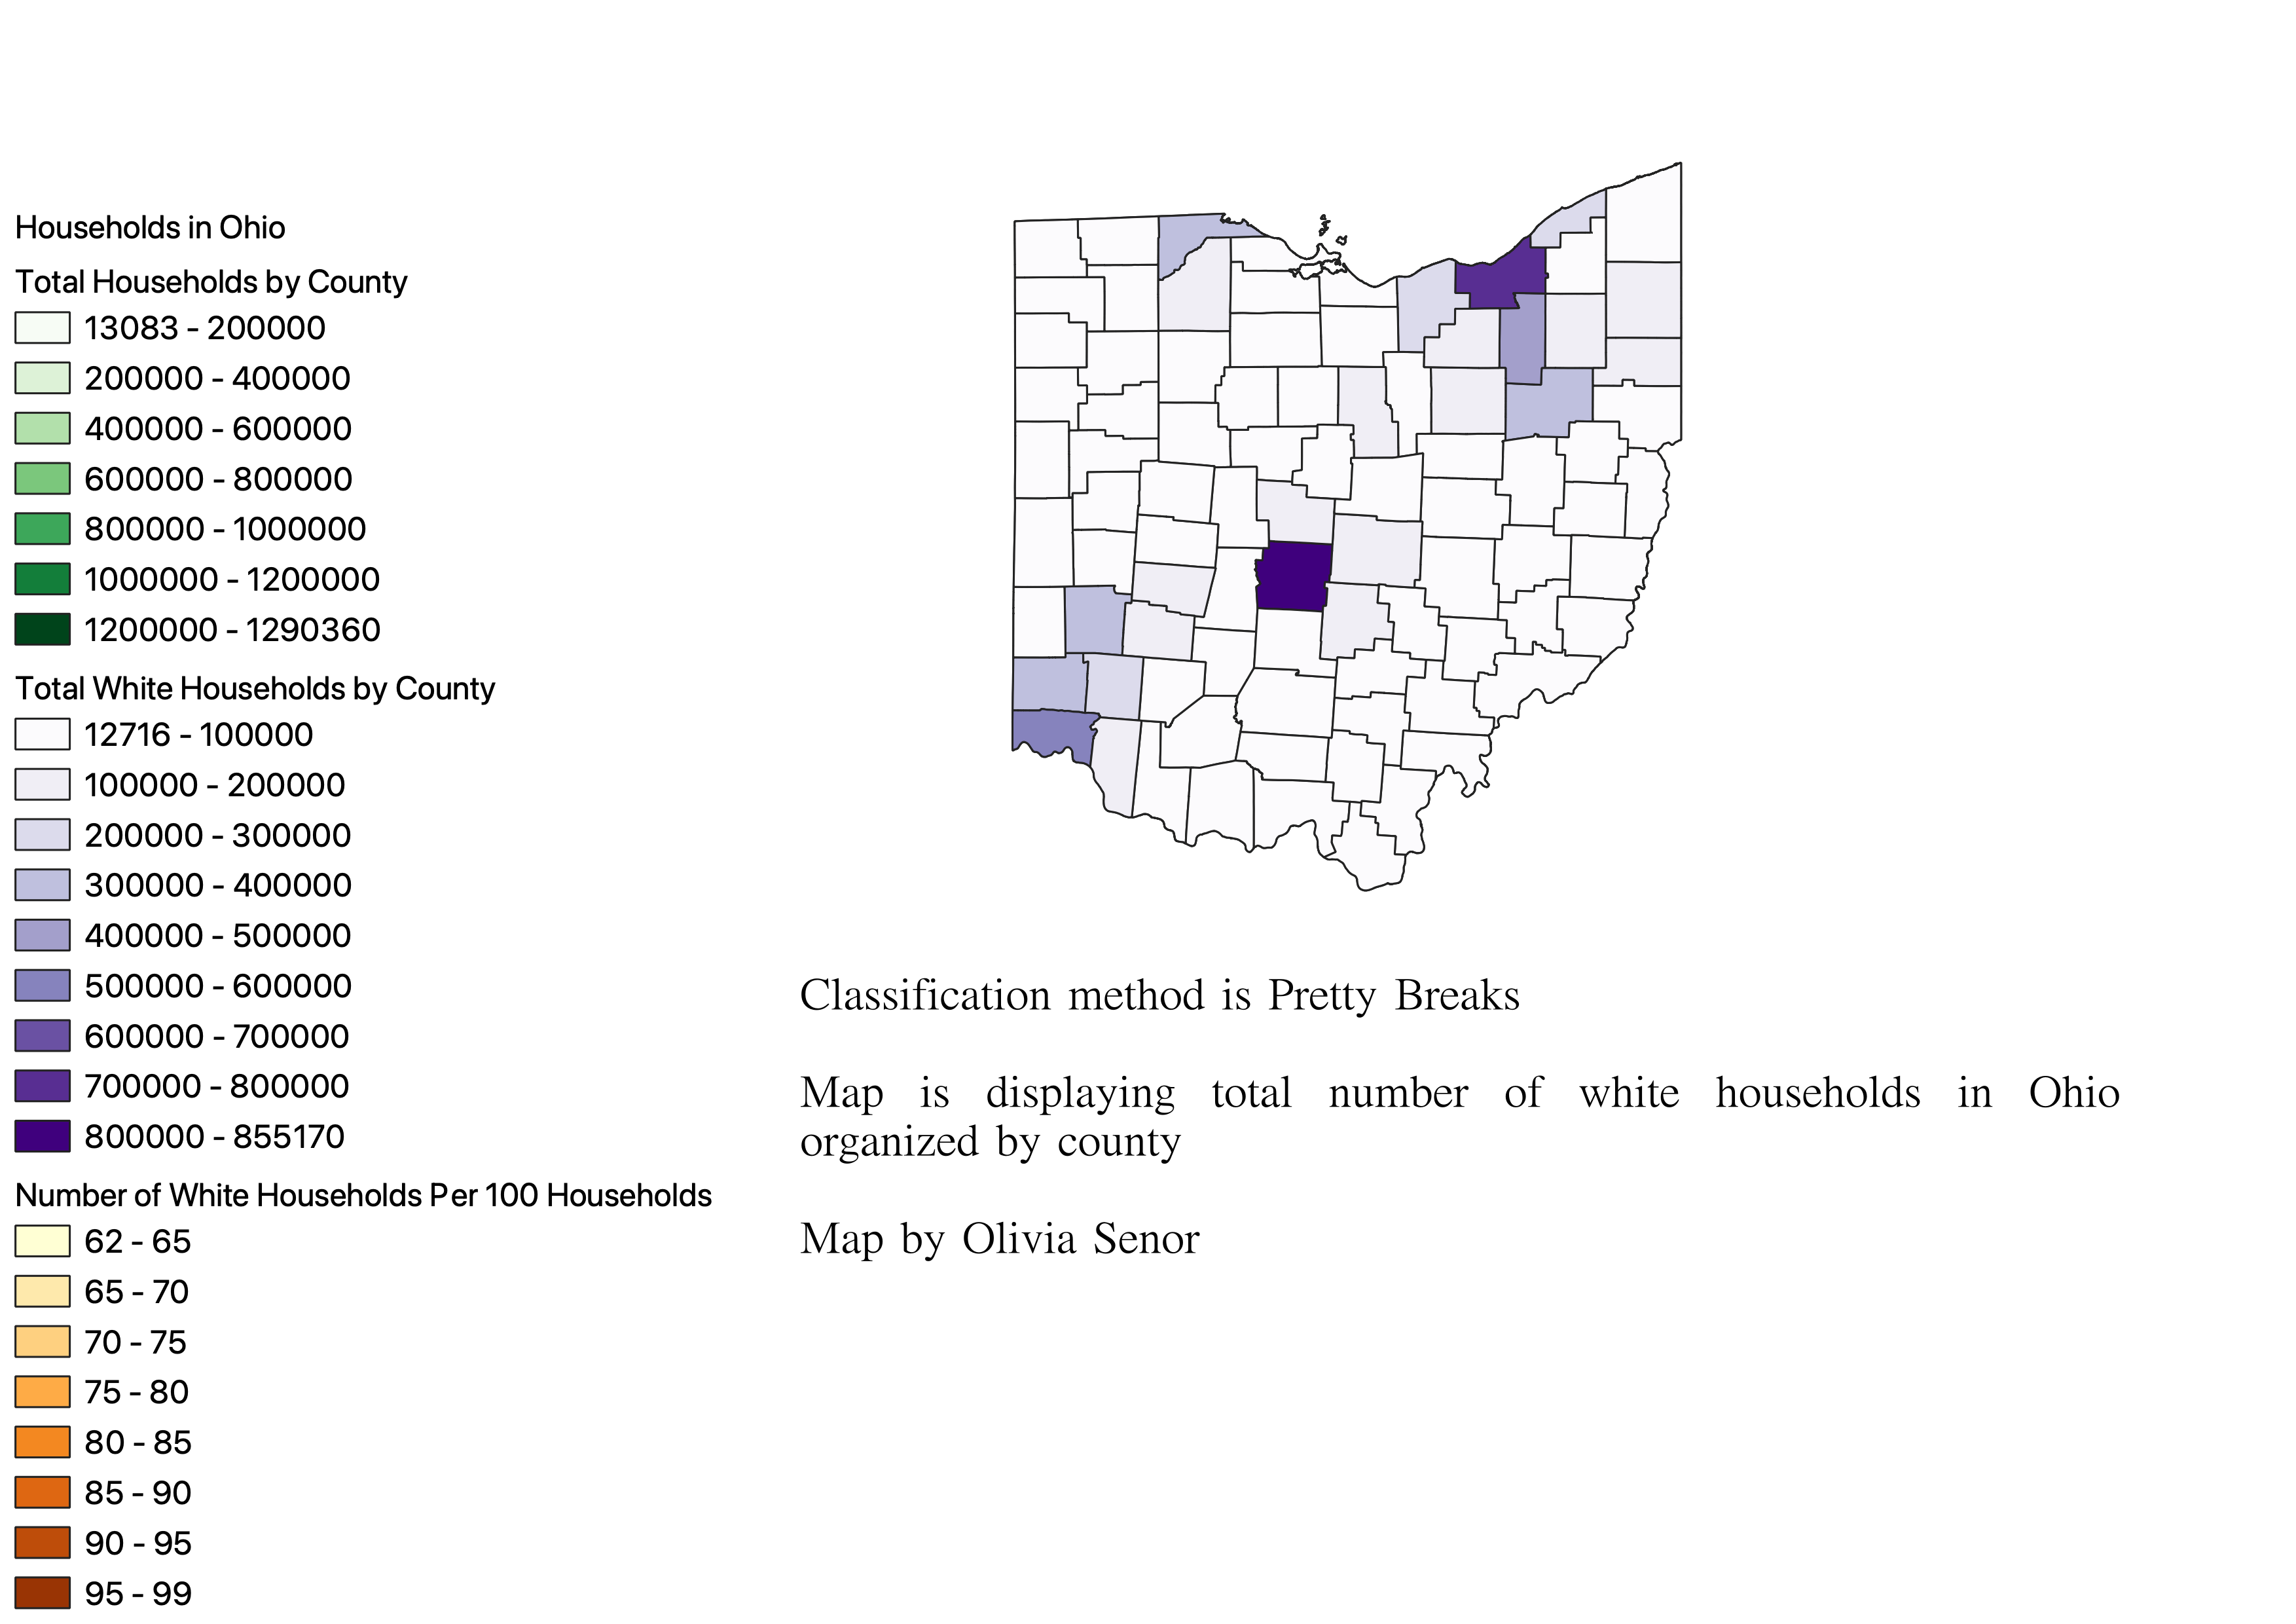 Households in Ohio
Total Households by County
13083 - 200000
200000 - 400000
400000 - 600000
600000 - 800000
800000 - 1000000
1000000 - 1200000
1200000 - 1290360
Total White Households by County
12716 - 100000
100000 - 200000
200000 - 300000
300000 - 400000
400000 - 500000
500000 - 600000
600000 - 700000
700000 - 800000
800000 - 855170
Number of White Households Per 100 Households
62 - 65
65 - 70
70 - 75
75 - 80
80 - 85
85 - 90
90 - 95
95 - 99
Classification method is Pretty Breaks
Map is displaying total number of white households in Ohio
organized by county
Map by Olivia Senor